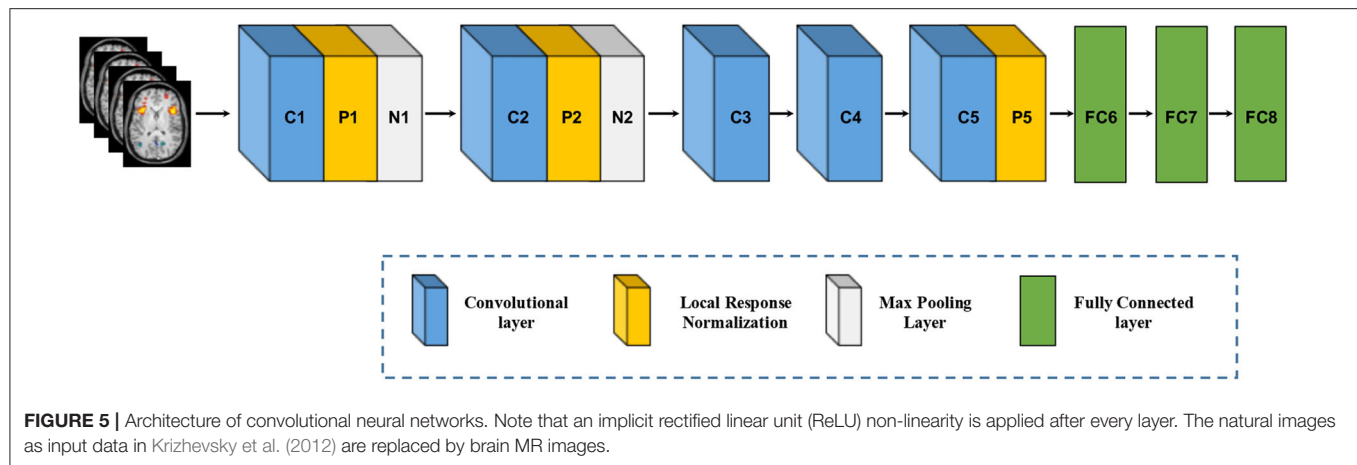 C1 P1 N1 C2 P2 N2 C3 C4 C5 P5 FC6 FC7 FC8
Convolutional
layer
Local Response
Normalization
Max Pooling
Layer
Fully Connected
layer
FIGURE 5 | Architecture of convolutional neural networks. Note that an implicit rectified linear unit (ReLU) non-linearity is applied after every layer. The natural images
as input data in Krizhevsky et al. (2012) are replaced by brain MR images.